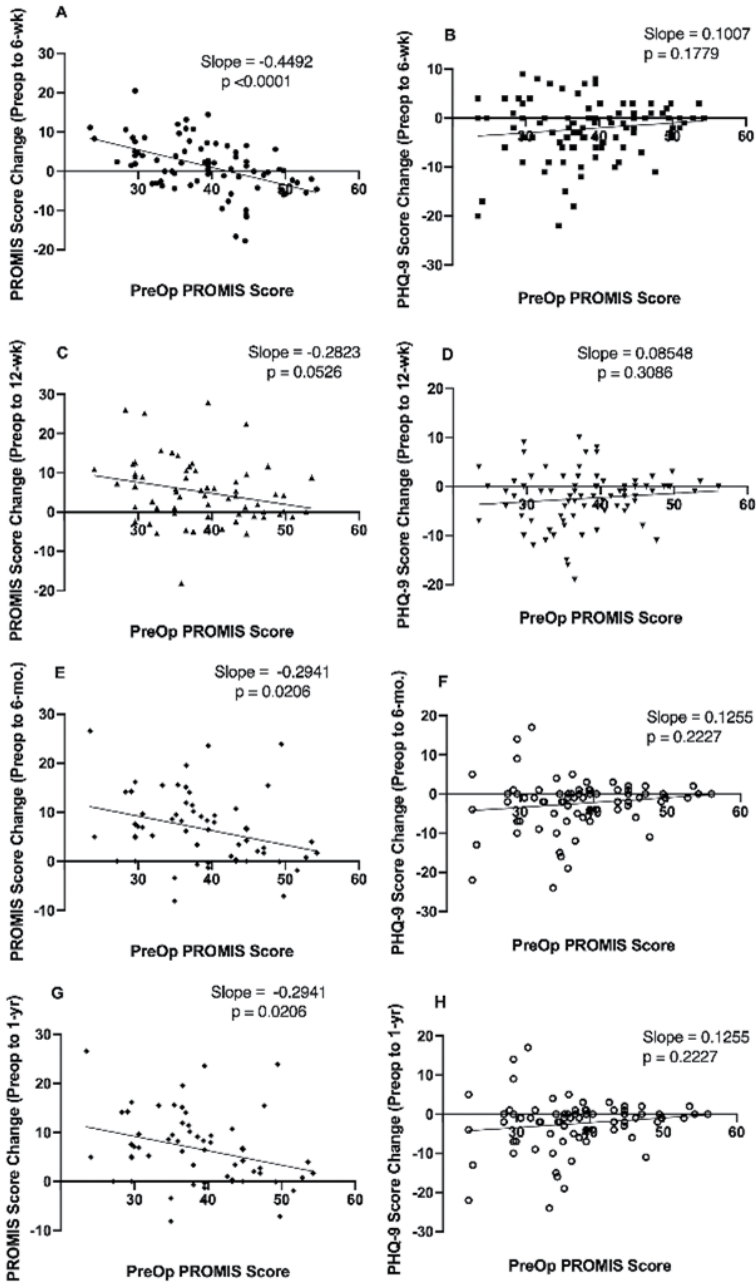 A
Slope = -0.4492
p <0.0001
PROMIS Score Change (Preop to 6-wk)
30
20
10
0
-10
-20
30 40 50 60
PreOp PROMIS Score
B
Slope = 0.1007
p = 0.1779
PHQ-9 Score Change (Preop to 6-wk)
20
10
0
-10
-20
-30
30 40 50 60
PreOp PROMIS Score
C
Slope = -0.2823
p = 0.0526
PROMIS Score Change (Preop to 12-wk)
30
20
10
0
-10
-20
30 40 50 60
PreOp PROMIS Score
D
Slope = 0.08548
p = 0.3086
PHQ-9 Score Change (Preop to 12-wk)
20
10
0
-10
-20
30 40 50 60
PreOp PROMIS Score
E
Slope = -0.2941
p = 0.0206
PROMIS Score Change (Preop to 6-mo.)
30
20
10
0
-10
30 40 50 60
PreOp PROMIS Score
F
Slope = 0.1255
p = 0.2227
PHQ-9 Score Change (Preop to 6-mo.)
20
10
0
-10
-20
-30
30 40 50 60
PreOp PROMIS Score
G
Slope = -0.2941
p = 0.0206
PROMIS Score Change (Preop to 1-yr)
30
20
10
0
-10
30 40 50 60
PreOp PROMIS Score
H
Slope = 0.1255
p = 0.2227
PHQ-9 Score Change (Preop to 1-yr)
20
10
0
-10
-20
-30
30 40 50 60
PreOp PROMIS Score